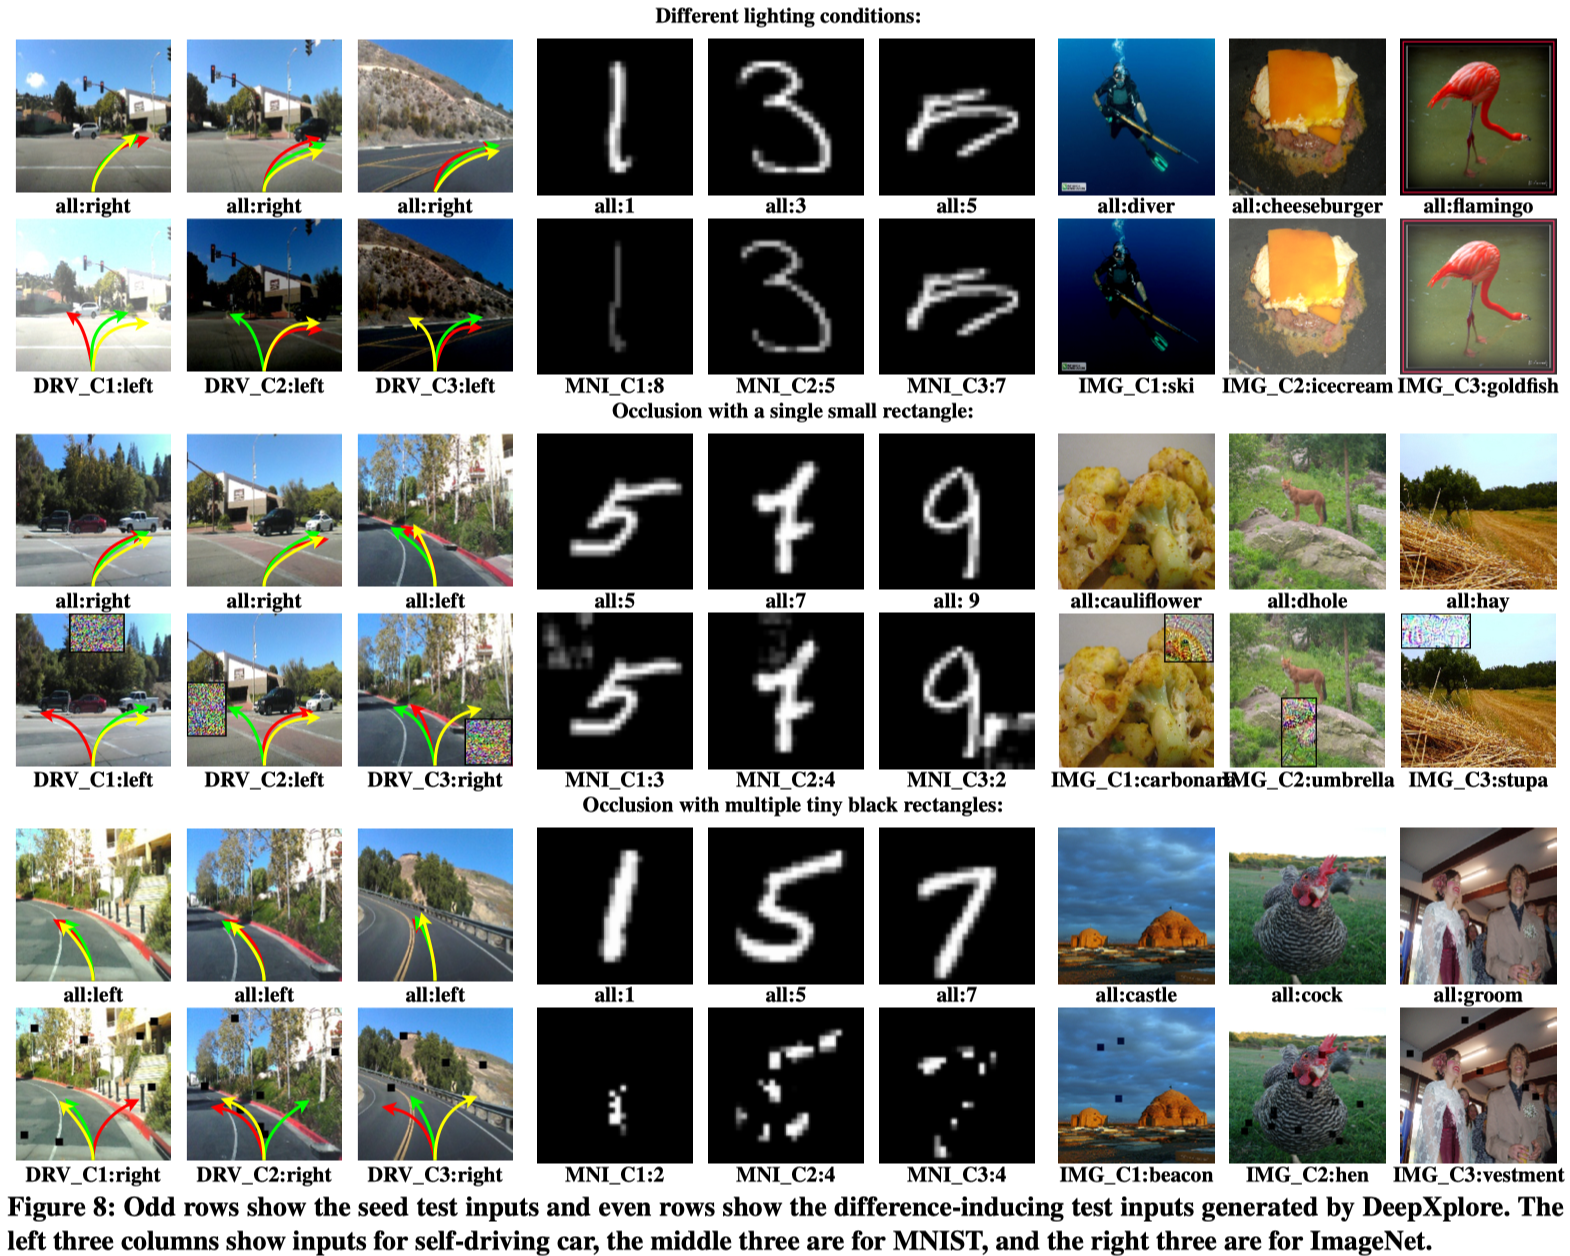 Different lighting conditions:
all:right all:right all:right all:1 all:3 all:5 all:diver all:cheeseburger all:flamingo
DRV_C1:left DRV_C2:left DRV_C3:left MNI_C1:8 MNI_C2:5 MNI_C3:7 IMG_C1:ski IMG_C2:icecream IMG_C3:goldfish
Occlusion with a single small rectangle:
all:right all:right all:left all:5 all:7 all: 9 all:cauliflower all:dhole all:hay
DRV_C1:left DRV_C2:left DRV_C3:right MNI_C1:3 MNI_C2:4 MNI_C3:2 IMG_C1:carbonara IMG_C2:umbrella IMG_C3:stupa
Occlusion with multiple tiny black rectangles:
all:left all:left all:left all:1 all:5 all:7 all:castle all:cock all:groom
DRV_C1:right DRV_C2:right DRV_C3:right MNI_C1:2 MNI_C2:4 MNI_C3:4 IMG_C1:beacon IMG_C2:hen IMG_C3:vestment
Figure 8: Odd rows show the seed test inputs and even rows show the difference-inducing test inputs generated by DeepXplore. The
left three columns show inputs for self-driving car, the middle three are for MNIST, and the right three are for ImageNet.